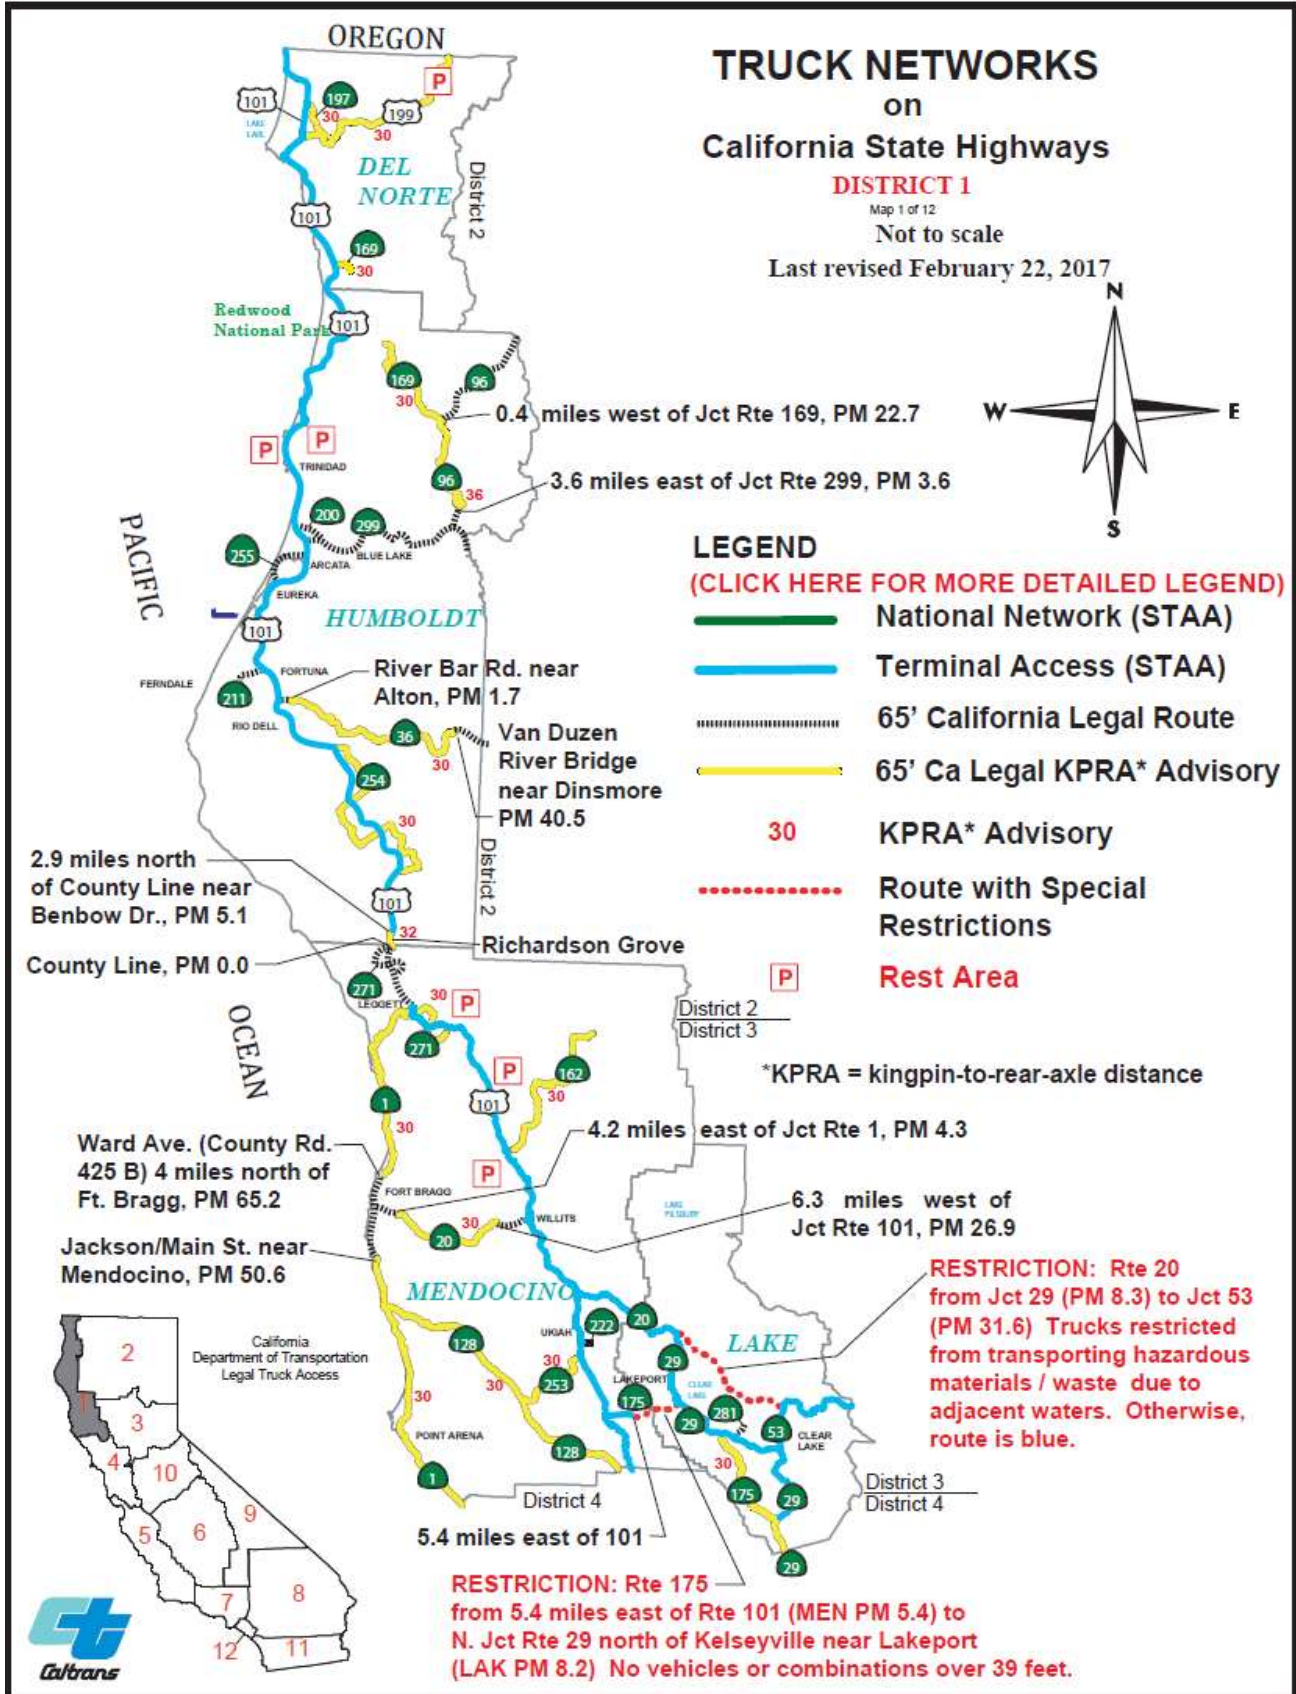 OREGON
TRUCK NETWORKS
on
California State Highways
DISTRICT 1
Map 1 of 12
Not to scale
Last revised February 22, 2017
N
W
E
S
P
101
197
199
30
30
LAKE
EARL
DEL
NORTE
District 2
101
169
30
Redwood
National Park
101
169
96
30
0.4 miles west of Jct Rte 169, PM 22.7
P
P
TRINIDAD
96
36
3.6 miles east of Jct Rte 299, PM 3.6
200
299
BLUE LAKE
255
ARCATA
EUREKA
PACIFIC
HUMBOLDT
101
LEGEND
(CLICK HERE FOR MORE DETAILED LEGEND)
National Network (STAA)
Terminal Access (STAA)
65' California Legal Route
65' Ca Legal KPRA* Advisory
30
KPRA* Advisory
Route with Special
Restrictions
P
Rest Area
FERNDALE
211
FORTUNA
RIO DELL
River Bar Rd. near
Alton, PM 1.7
36
30
Van Duzen
River Bridge
near Dinsmore
PM 40.5
254
30
District 2
2.9 miles north
of County Line near
Benbow Dr., PM 5.1
101
32
Richardson Grove
County Line, PM 0.0
271
LEGGETT
30
P
District 2
District 3
OCEAN
271
P
162
30
*KPRA = kingpin-to-rear-axle distance
1
101
30
4.2 miles east of Jct Rte 1, PM 4.3
Ward Ave. (County Rd.
425 B) 4 miles north of
Ft. Bragg, PM 65.2
P
FORT BRAGG
LAKE
PILSBURY
6.3 miles west of
Jct Rte 101, PM 26.9
WILLITS
30
20
Jackson/Main St. near
Mendocino, PM 50.6
MENDOCINO
RESTRICTION: Rte 20
from Jct 29 (PM 8.3) to Jct 53
(PM 31.6) Trucks restricted
from transporting hazardous
materials / waste due to
adjacent waters. Otherwise,
route is blue.
222
20
UKIAH
LAKE
128
29
30
LAKEPORT
CLEAR
LAKE
253
30
30
175
29
281
53
CLEAR
LAKE
POINT ARENA
128
30
1
175
29
District 3
District 4
District 4
5.4 miles east of 101
29
RESTRICTION: Rte 175
from 5.4 miles east of Rte 101 (MEN PM 5.4) to
N. Jct Rte 29 north of Kelseyville near Lakeport
(LAK PM 8.2) No vehicles or combinations over 39 feet.
California
Department of Transportation
Legal Truck Access
1
2
3
4
10
9
5
6
8
7
12
11
Caltrans